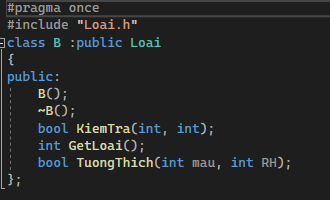 #pragma once
#include "Loai.h"
class B :public Loai
{
public:
    B();
    ~B();
    bool KiemTra(int, int);
    int GetLoai();
    bool TuongThich(int mau, int RH);
};